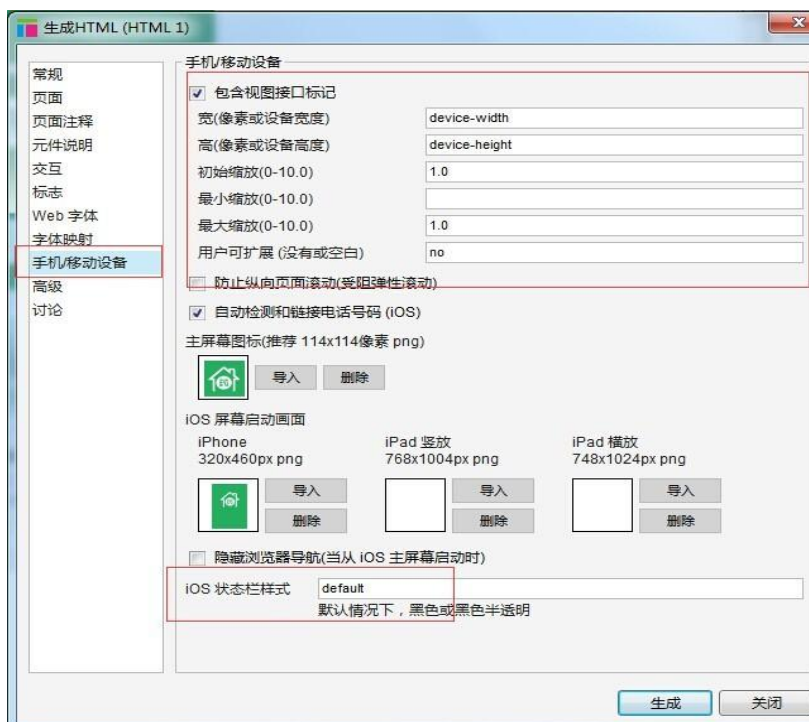 生成HTML (HTML 1)
常规
页面
页面注释
元件说明
交互
标志
Web 字体
字体映射
手机/移动设备
高级
讨论
手机/移动设备
包含视图接口标记
宽(像素或设备宽度) device-width
高(像素或设备高度) device-height
初始缩放(0-10.0) 1.0
最小缩放(0-10.0)
最大缩放(0-10.0) 1.0
用户可扩展 (没有或空白) no
防止纵向页面滚动(受阻弹性滚动)
自动检测和链接电话号码 (iOS)
主屏幕图标(推荐 114x114像素 png)
导入 删除
iOS 屏幕启动画面
iPhone iPad 竖放 iPad 横放
320x460px png 768x1004px png 748x1024px png
导入 导入 导入
删除 删除 删除
隐藏浏览器导航(当从 iOS 主屏幕启动时)
iOS 状态栏样式 default
默认情况下，黑色或黑色半透明
生成 关闭